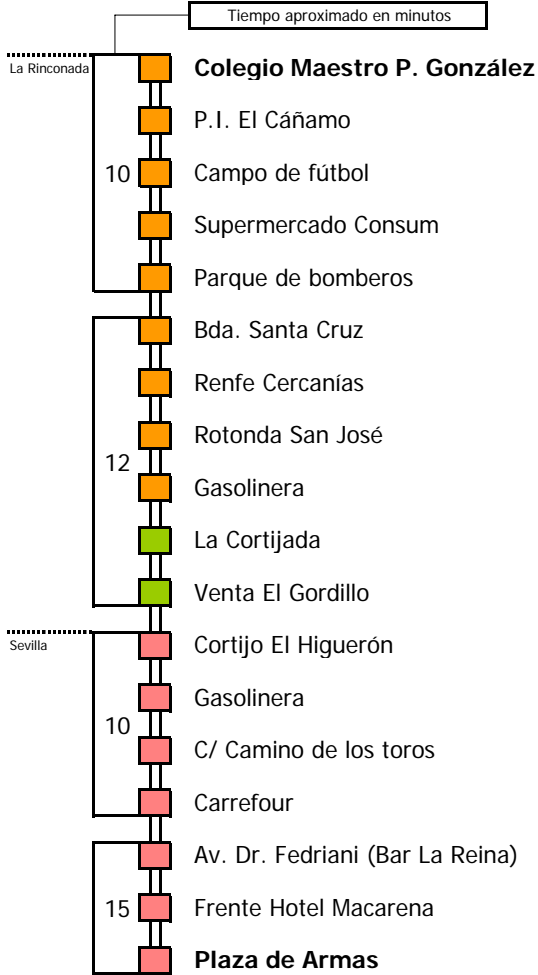 Tiempo aproximado en minutos
La Rinconada
Colegio Maestro P. González
P.I. El Cáñamo
10
Campo de fútbol
Supermercado Consum
Parque de bomberos
Bda. Santa Cruz
Renfe Cercanías
Rotonda San José
12
Gasolinera
La Cortijada
Venta El Gordillo
Sevilla
Cortijo El Higuerón
Gasolinera
10
C/ Camino de los toros
Carrefour
Av. Dr. Fedriani (Bar La Reina)
15
Frente Hotel Macarena
Plaza de Armas